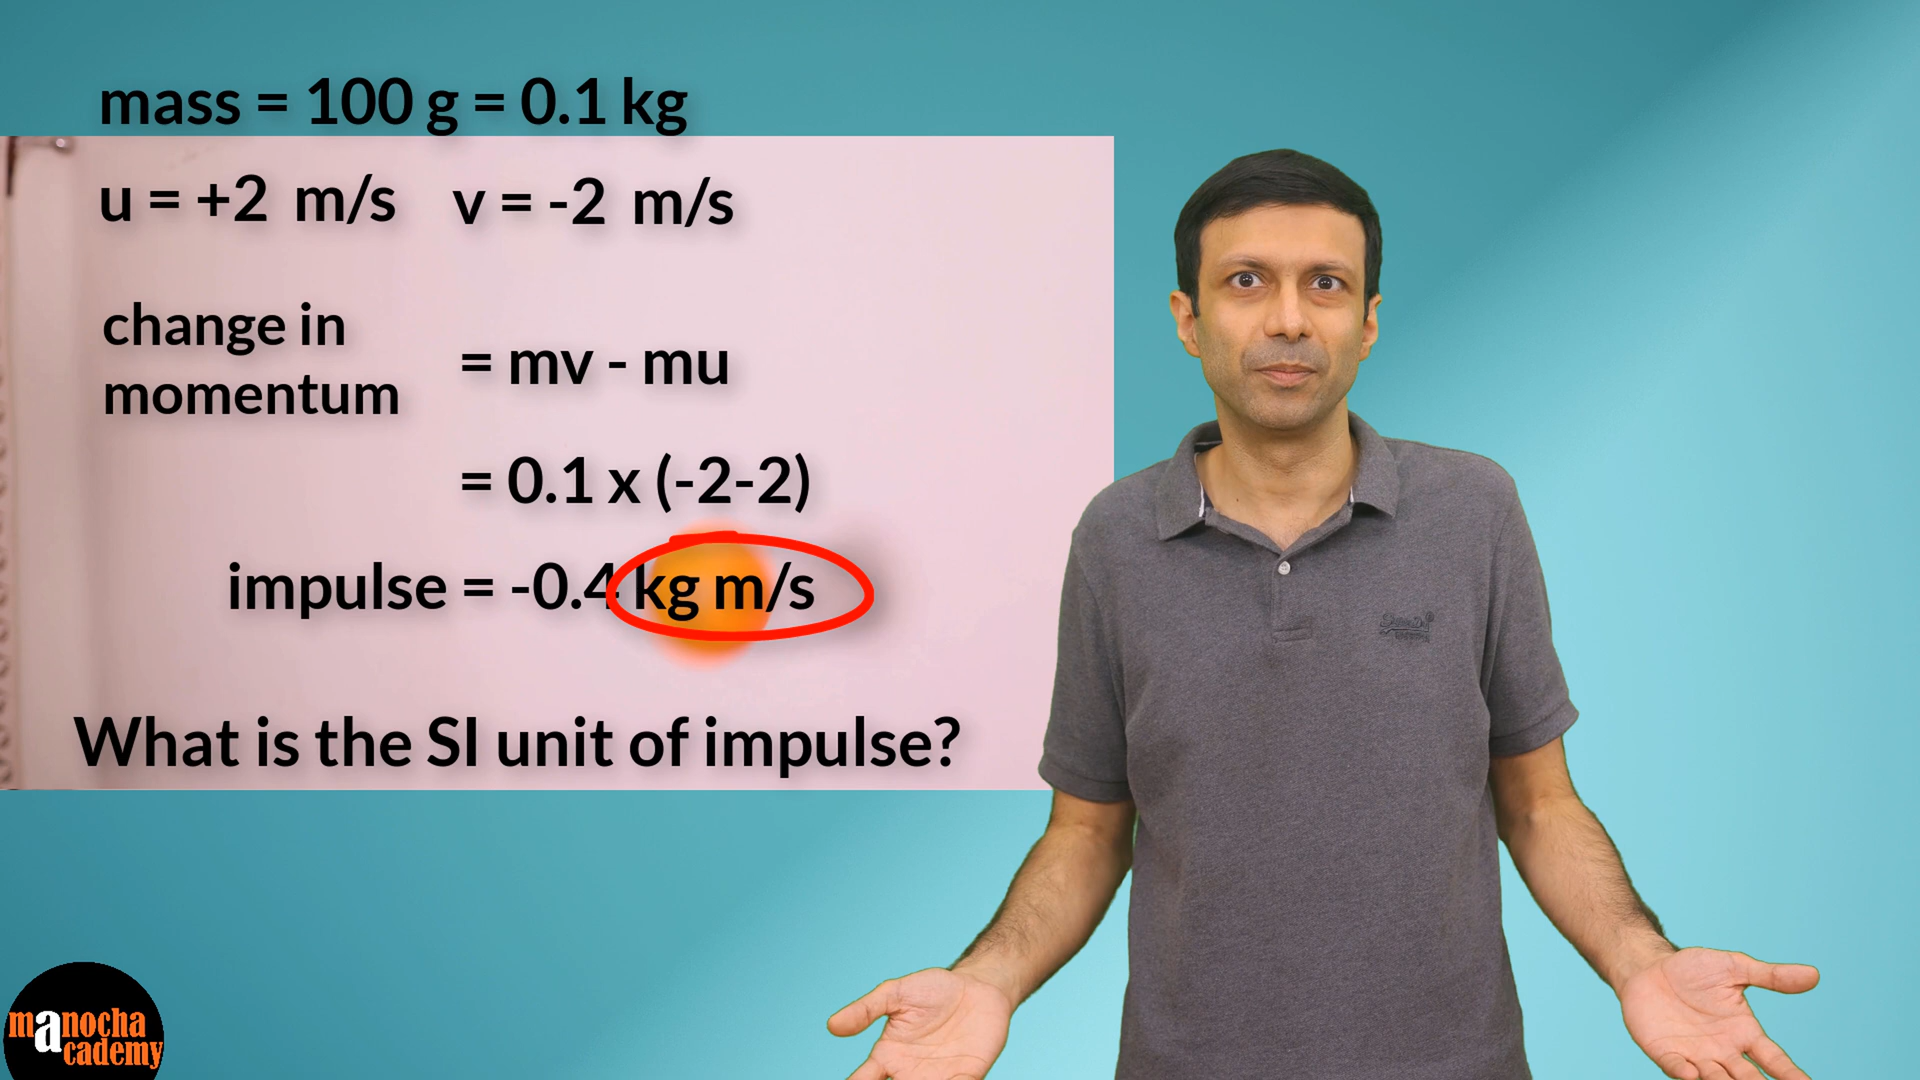 mass = 100 g = 0.1 kg
u = +2 m/s v = -2 m/s
change in
momentum
= mv - mu
= 0.1 x (-2-2)
impulse = -0.4 kg m/s
What is the SI unit of impulse?
manocha
academy